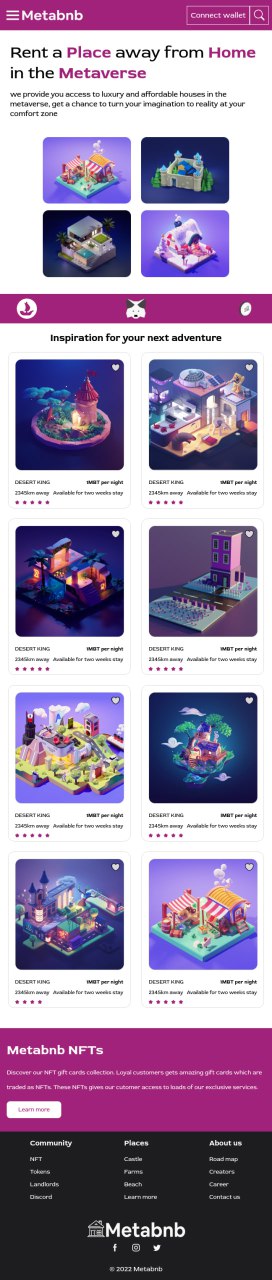 Metabnb
Connect wallet
Rent a Place away from Home
in the Metaverse
we provide you access to luxury and affordable houses in the
metaverse, get a chance to turn your imagination to reality at your
comfort zone
Inspiration for your next adventure
DESERT KING 1MBT per night
2345km away Available for two weeks stay
DESERT KING 1MBT per night
2345km away Available for two weeks stay
DESERT KING 1MBT per night
2345km away Available for two weeks stay
DESERT KING 1MBT per night
2345km away Available for two weeks stay
DESERT KING 1MBT per night
2345km away Available for two weeks stay
DESERT KING 1MBT per night
2345km away Available for two weeks stay
DESERT KING 1MBT per night
2345km away Available for two weeks stay
DESERT KING 1MBT per night
2345km away Available for two weeks stay
Metabnb NFTs
Discover our NFT gift cards collection. Loyal customers gets amazing gift cards which are
traded as NFTs. These NFTs gives our cutomer access to loads of our exclusive services.
Learn more
Community Places About us
NFT Castle Road map
Tokens Farms Creators
Landlords Beach Career
Discord Learn more Contact us
Metabnb
© 2022 Metabnb